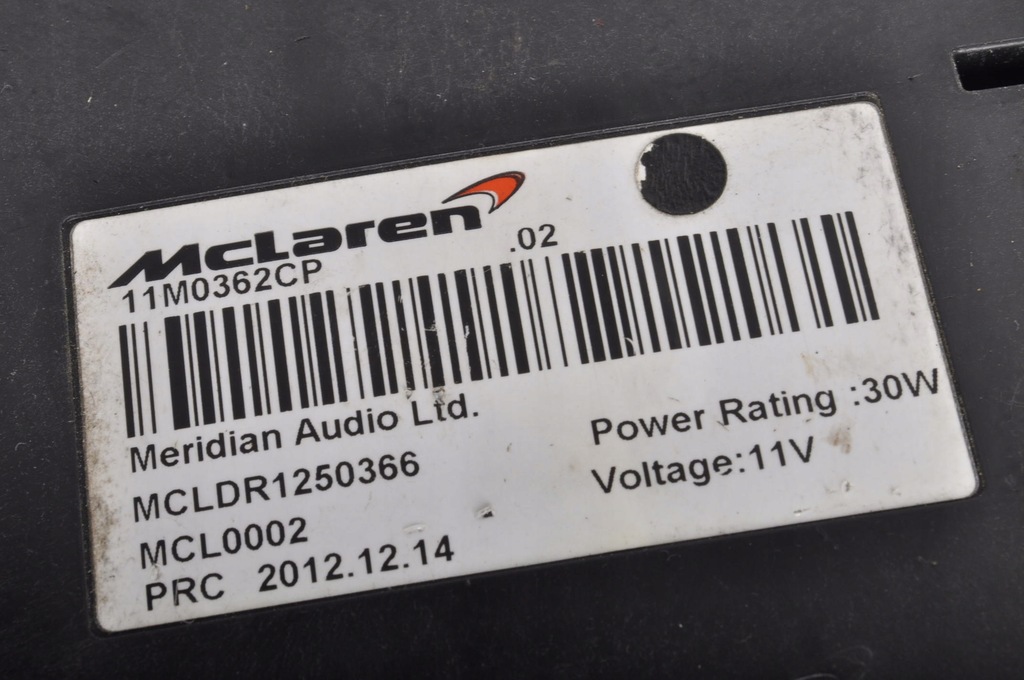 McLaren
11M0362CP .02
Meridian Audio Ltd.
MCLDR1250366
MCL0002
PRC 2012.12.14
Power Rating :30W
Voltage:11V